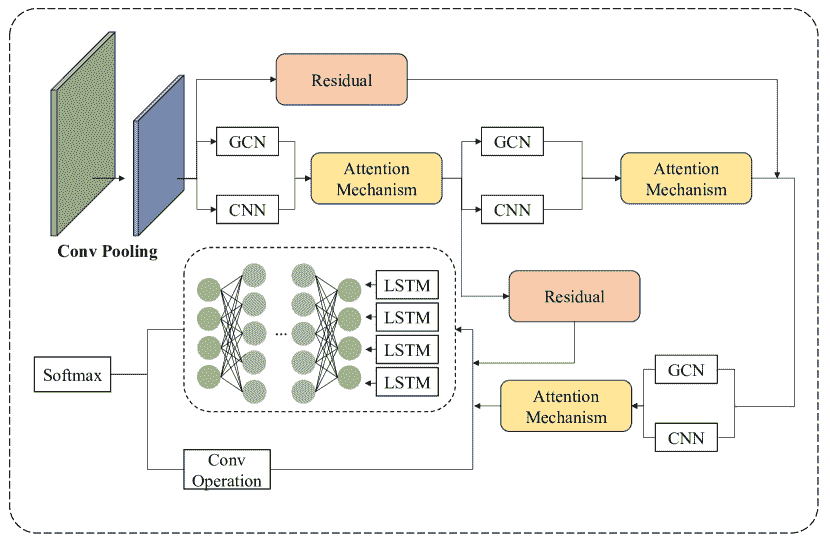 Residual
GCN
CNN
Attention
Mechanism
GCN
CNN
Attention
Mechanism
Conv Pooling
LSTM
LSTM
LSTM
LSTM
...
Residual
Softmax
Attention
Mechanism
GCN
CNN
Conv
Operation